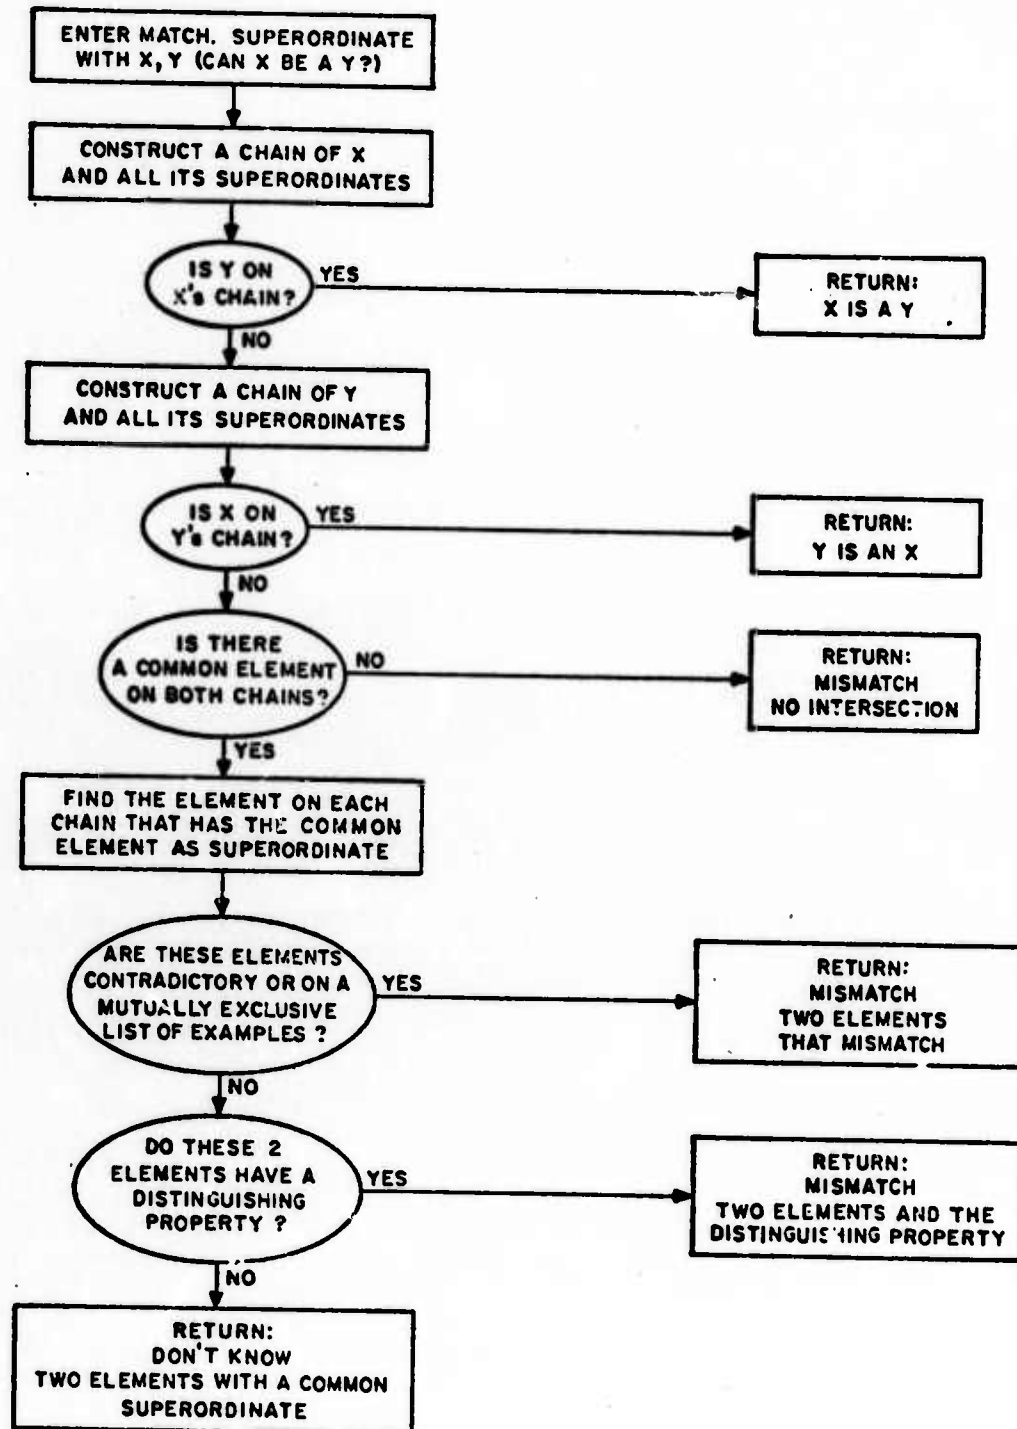 ENTER MATCH. SUPERORDINATE
WITH X, Y (CAN X BE A Y?)
CONSTRUCT A CHAIN OF X
AND ALL ITS SUPERORDINATES
IS Y ON
X's CHAIN?
YES
RETURN:
X IS A Y
NO
CONSTRUCT A CHAIN OF Y
AND ALL ITS SUPERORDINATES
IS X ON
Y's CHAIN?
YES
RETURN:
Y IS AN X
NO
IS THERE
A COMMON ELEMENT
ON BOTH CHAINS?
NO
RETURN:
MISMATCH
NO INTERSECTION
YES
FIND THE ELEMENT ON EACH
CHAIN THAT HAS THE COMMON
ELEMENT AS SUPERORDINATE
ARE THESE ELEMENTS
CONTRADICTORY OR ON A
MUTUALLY EXCLUSIVE
LIST OF EXAMPLES ?
YES
RETURN:
MISMATCH
TWO ELEMENTS
THAT MISMATCH
NO
DO THESE 2
ELEMENTS HAVE A
DISTINGUISHING
PROPERTY ?
YES
RETURN:
MISMATCH
TWO ELEMENTS AND THE
DISTINGUISHING PROPERTY
NO
RETURN:
DON'T KNOW
TWO ELEMENTS WITH A COMMON
SUPERORDINATE